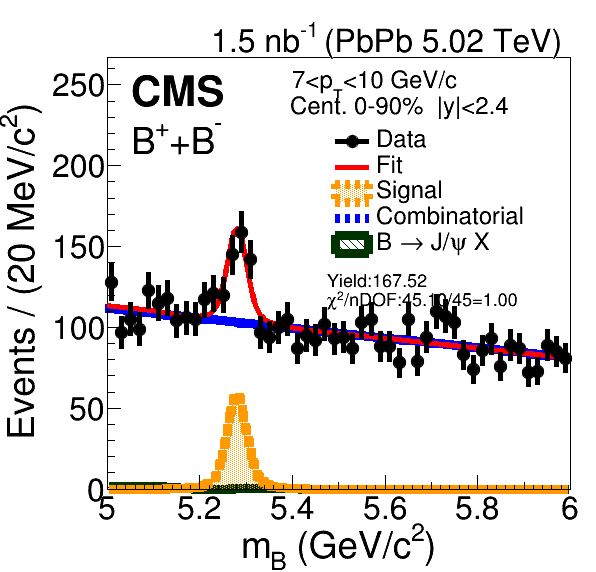 1.5 nb⁻¹ (PbPb 5.02 TeV)
CMS
B⁺+B⁻
7<p_T<10 GeV/c
Cent. 0-90% |y|<2.4
Data
Fit
Signal
Combinatorial
B → J/ψ X
Yield:167.52
χ²/nDOF:45.10/45=1.00
Events / (20 MeV/c²)
250
200
150
100
50
0
5 5.2 5.4 5.6 5.8 6
m_B (GeV/c²)